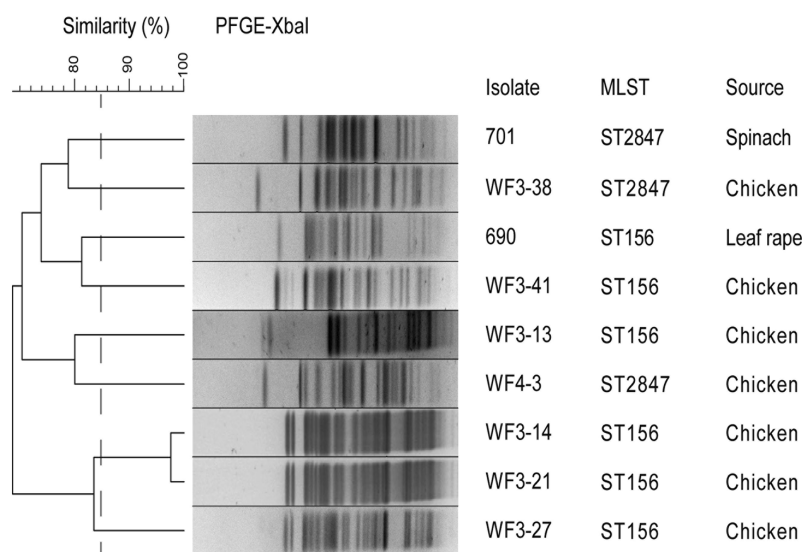 Similarity (%) PFGE-XbaI
80 90 100
Isolate MLST Source
701 ST2847 Spinach
WF3-38 ST2847 Chicken
690 ST156 Leaf rape
WF3-41 ST156 Chicken
WF3-13 ST156 Chicken
WF4-3 ST2847 Chicken
WF3-14 ST156 Chicken
WF3-21 ST156 Chicken
WF3-27 ST156 Chicken